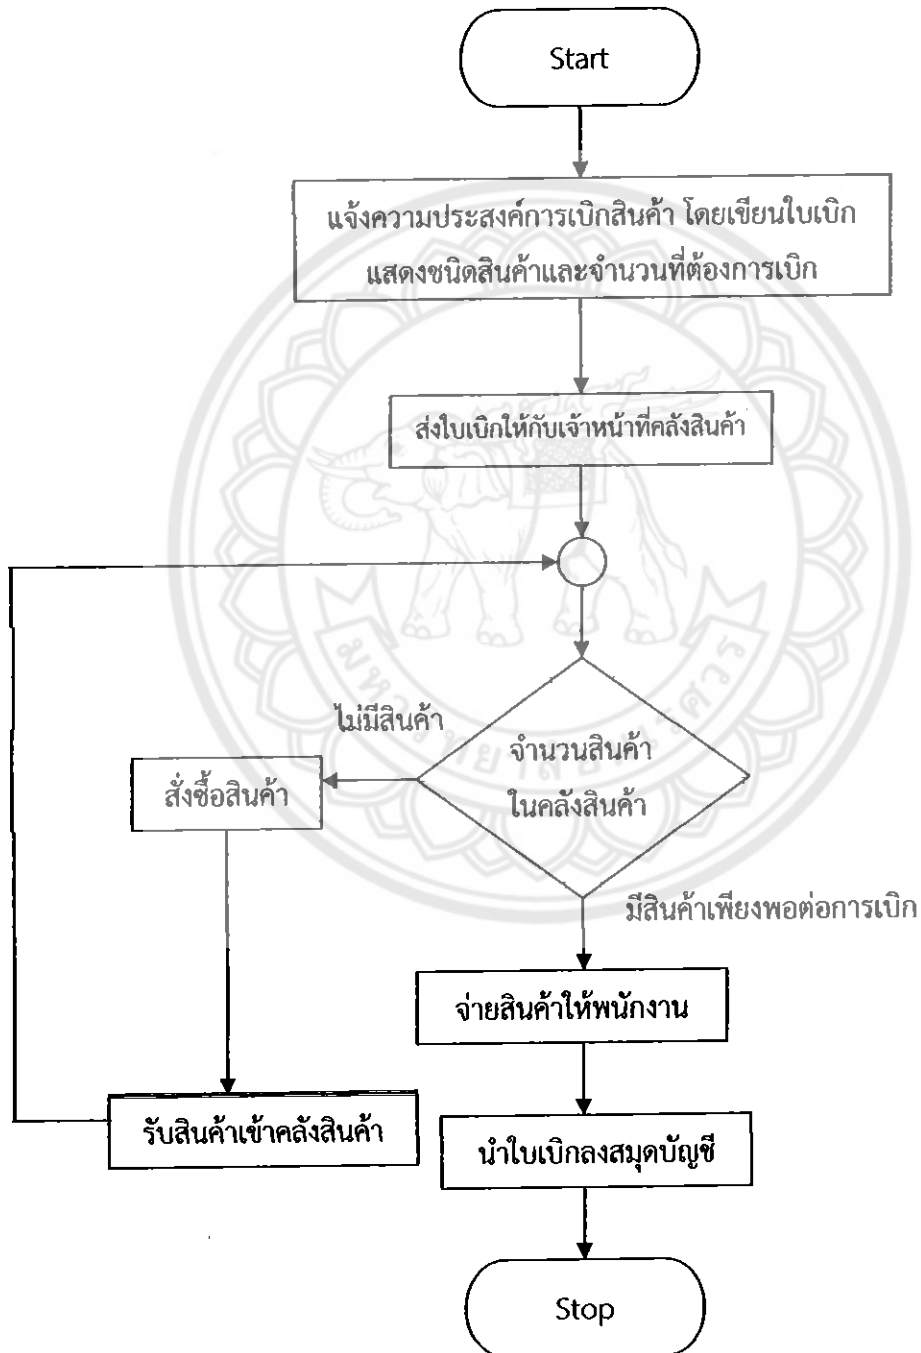 Start
แจ้งความประสงค์การเบิกสินค้า โดยเขียนใบเบิก
แสดงชนิดสินค้าและจำนวนที่ต้องการเบิก
ส่งใบเบิกให้กับเจ้าหน้าที่คลังสินค้า
ไม่มีสินค้า
จำนวนสินค้า
ในคลังสินค้า
สั่งซื้อสินค้า
มีสินค้าเพียงพอต่อการเบิก
จ่ายสินค้าให้พนักงาน
รับสินค้าเข้าคลังสินค้า
นำใบเบิกลงสมุดบัญชี
Stop